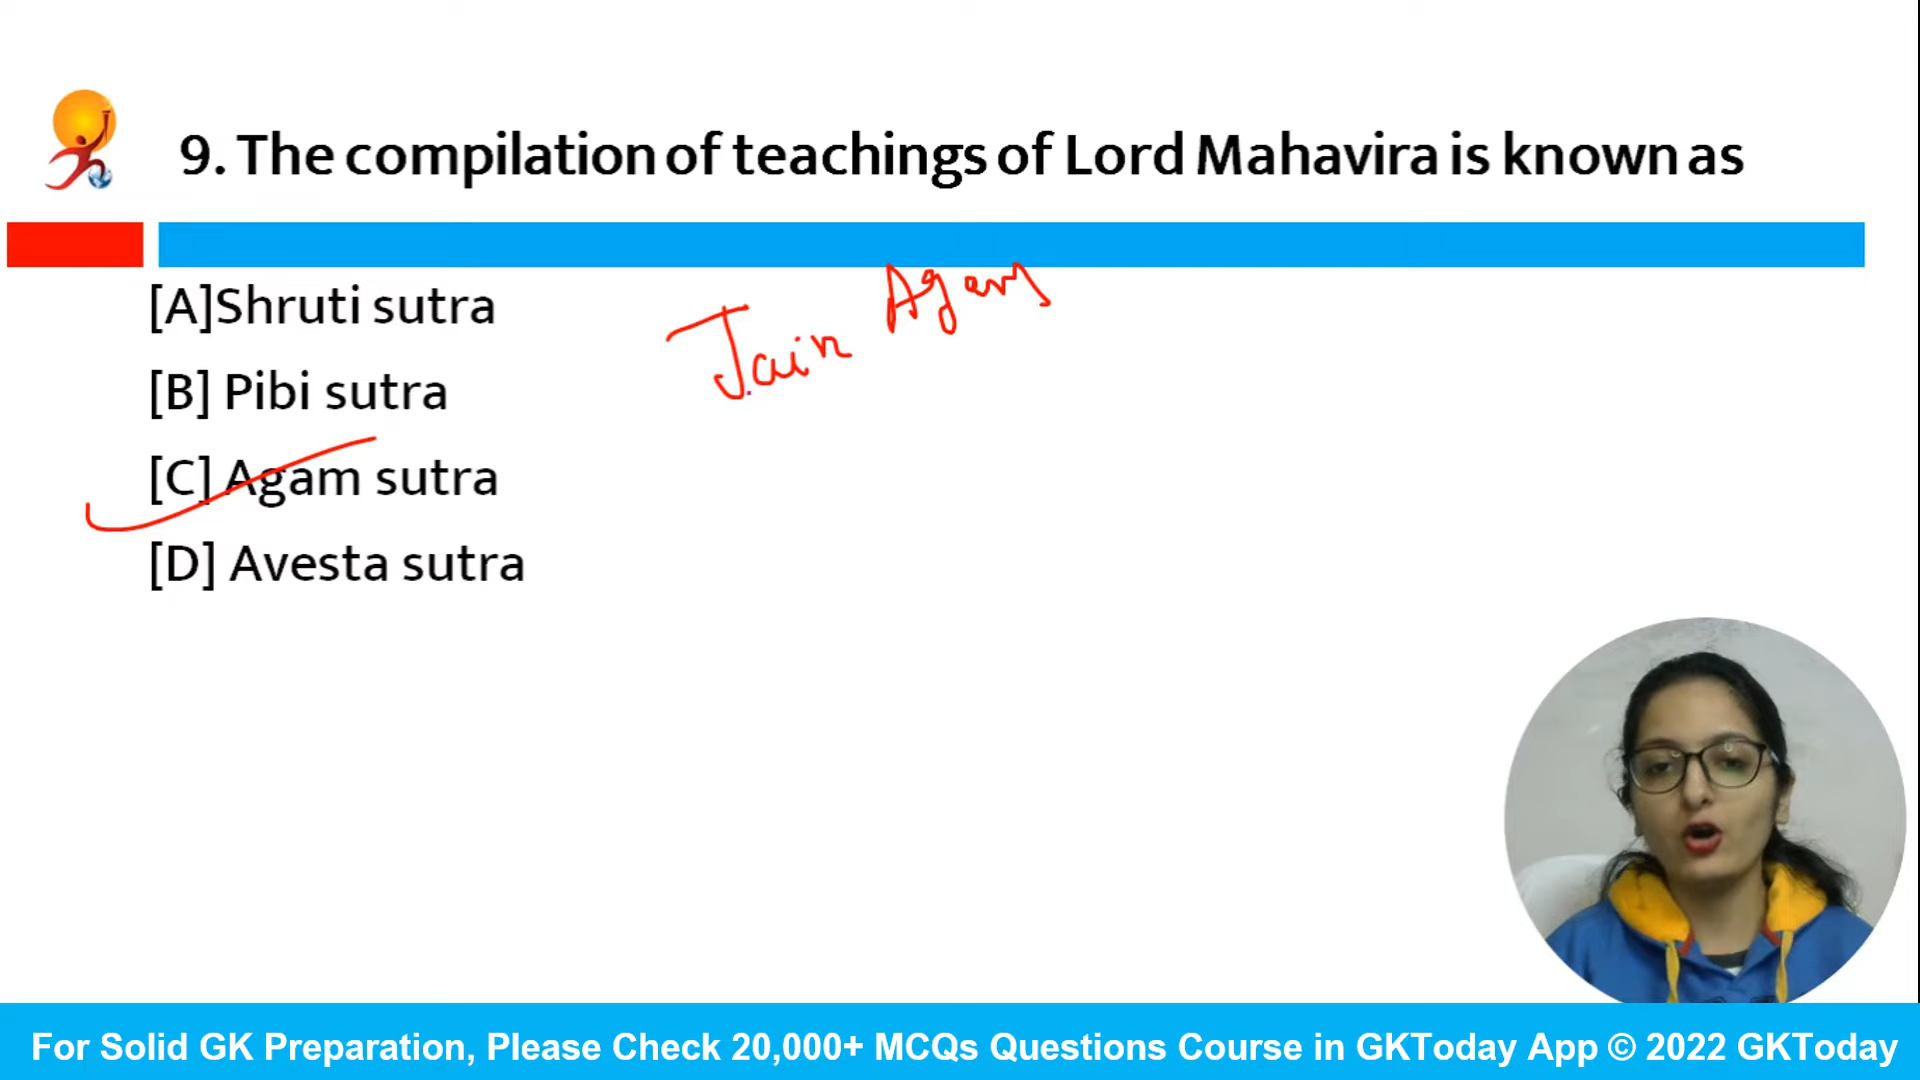 9. The compilation of teachings of Lord Mahavira is known as
[A]Shruti sutra
Jain Agam
[B] Pibi sutra
[C] Agam sutra
[D] Avesta sutra
For Solid GK Preparation, Please Check 20,000+ MCQs Questions Course in GKToday App © 2022 GKToday